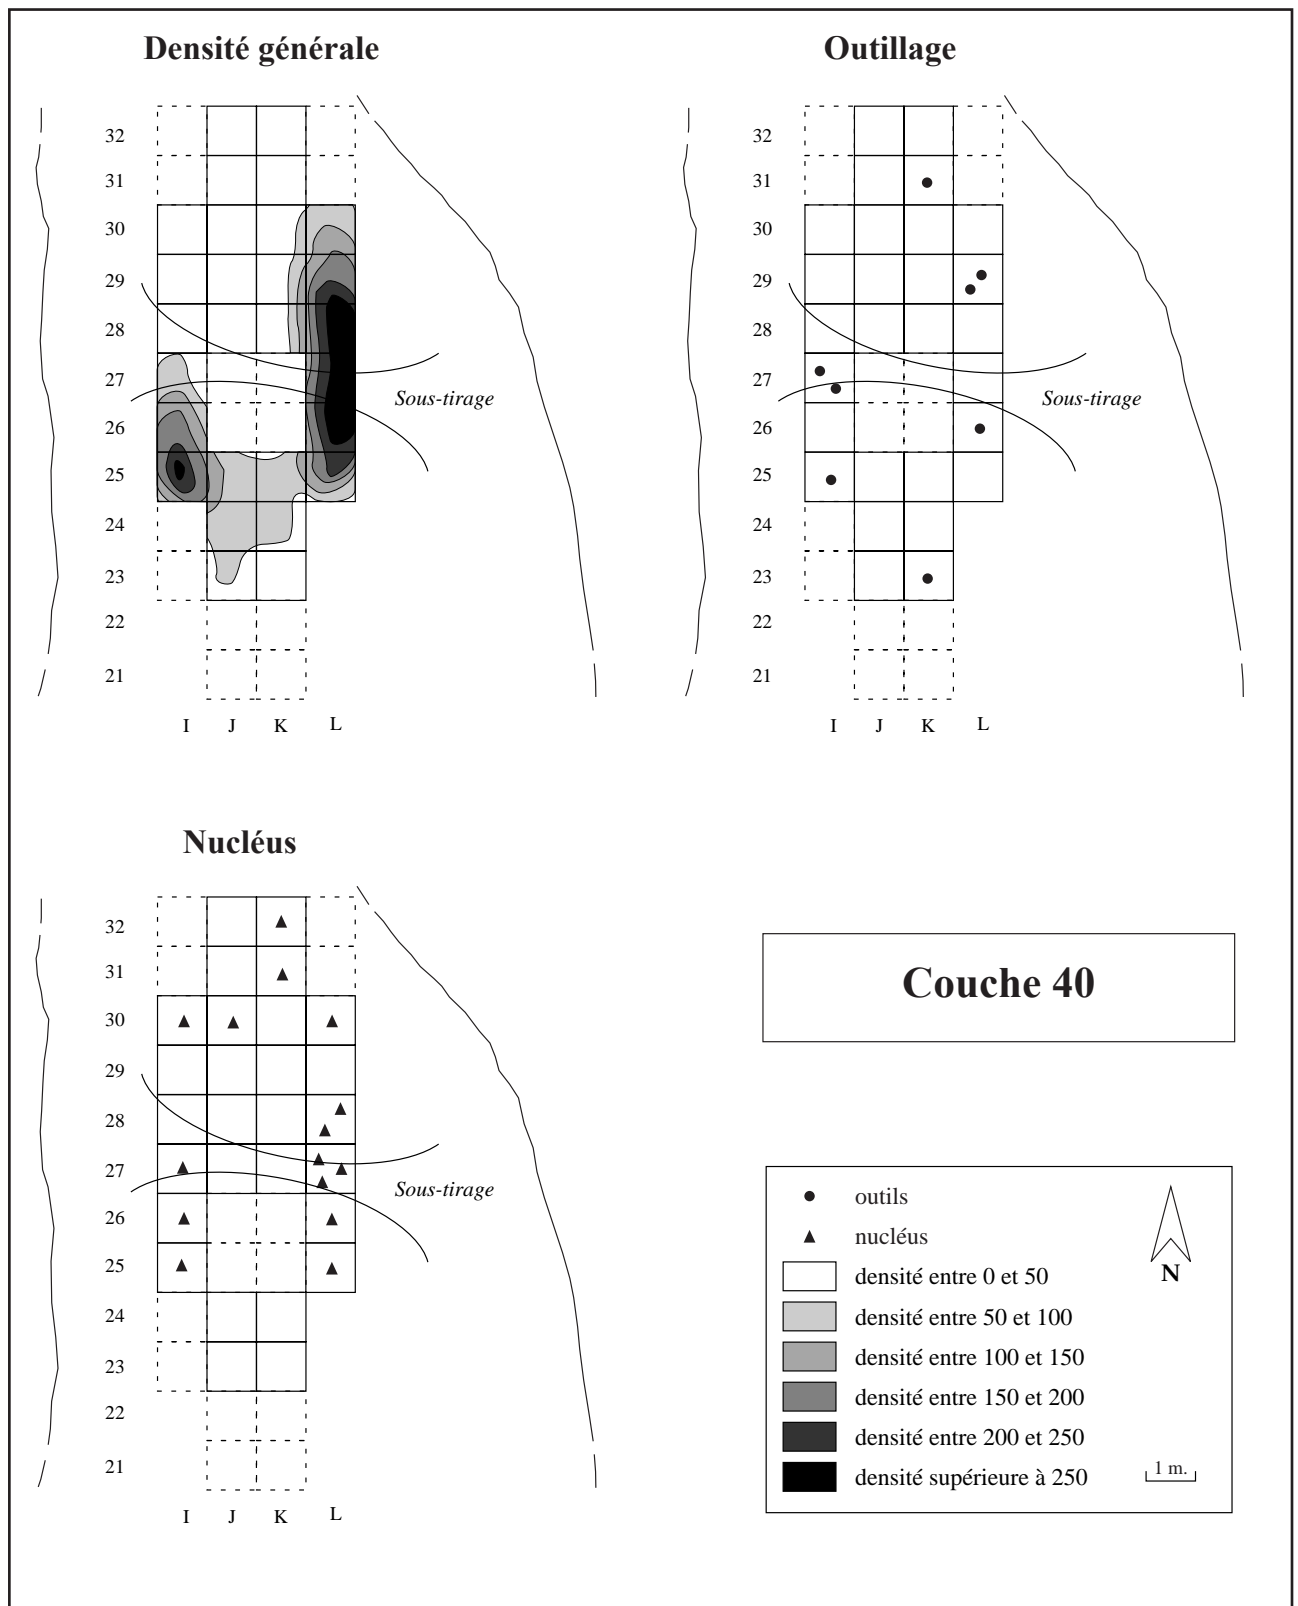 Densité générale
32
31
30
29
28
27
26
25
24
23
22
21
I J K L
Sous-tirage
Outillage
32
31
30
29
28
27
26
25
24
23
22
21
I J K L
Sous-tirage
Nucléus
32
31
30
29
28
27
26
25
24
23
22
21
I J K L
Sous-tirage
Couche 40
outils
nucléus
densité entre 0 et 50
densité entre 50 et 100
densité entre 100 et 150
densité entre 150 et 200
densité entre 200 et 250
densité supérieure à 250
N
1 m.